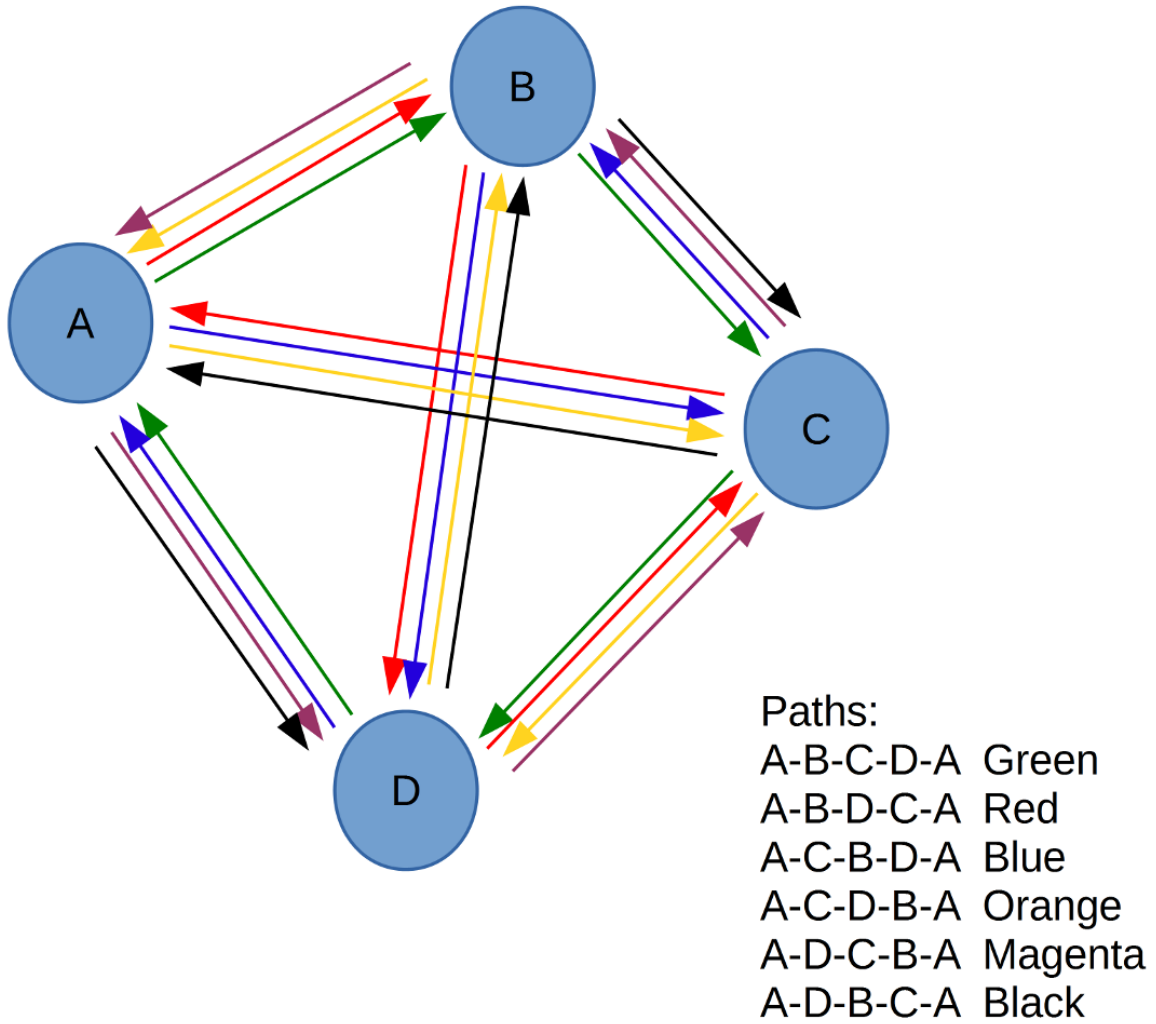 B
A
C
D
Paths:
A-B-C-D-A Green
A-B-D-C-A Red
A-C-B-D-A Blue
A-C-D-B-A Orange
A-D-C-B-A Magenta
A-D-B-C-A Black